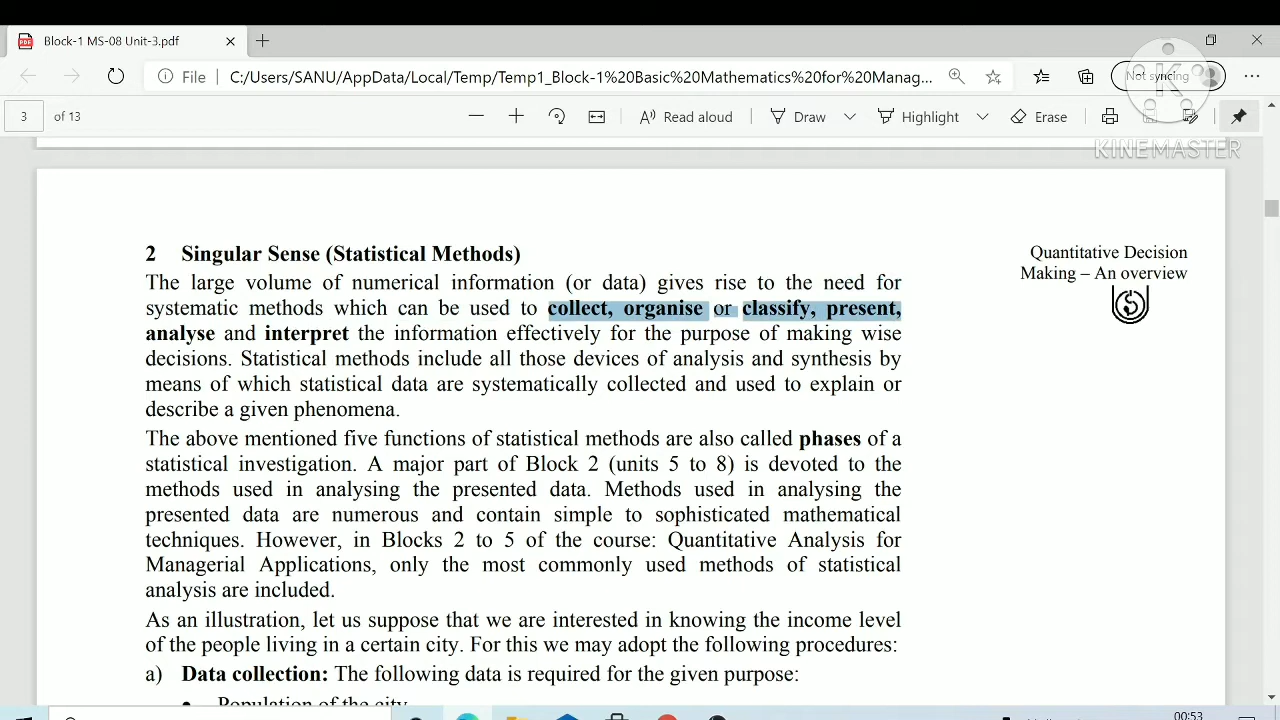 Block-1 MS-08 Unit-3.pdf
File
C:/Users/SANU/AppData/Local/Temp/Temp1_Block-1%20Basic%20Mathematics%20for%20Manag...
Not syncing
3 of 13
Read aloud
Draw
Highlight
Erase
KINEMASTER
2 Singular Sense (Statistical Methods)
Quantitative Decision
Making – An overview
The large volume of numerical information (or data) gives rise to the need for
systematic methods which can be used to collect, organise or classify, present,
analyse and interpret the information effectively for the purpose of making wise
decisions. Statistical methods include all those devices of analysis and synthesis by
means of which statistical data are systematically collected and used to explain or
describe a given phenomena.
The above mentioned five functions of statistical methods are also called phases of a
statistical investigation. A major part of Block 2 (units 5 to 8) is devoted to the
methods used in analysing the presented data. Methods used in analysing the
presented data are numerous and contain simple to sophisticated mathematical
techniques. However, in Blocks 2 to 5 of the course: Quantitative Analysis for
Managerial Applications, only the most commonly used methods of statistical
analysis are included.
As an illustration, let us suppose that we are interested in knowing the income level
of the people living in a certain city. For this we may adopt the following procedures:
a) Data collection: The following data is required for the given purpose:
• Population of the city
00:53